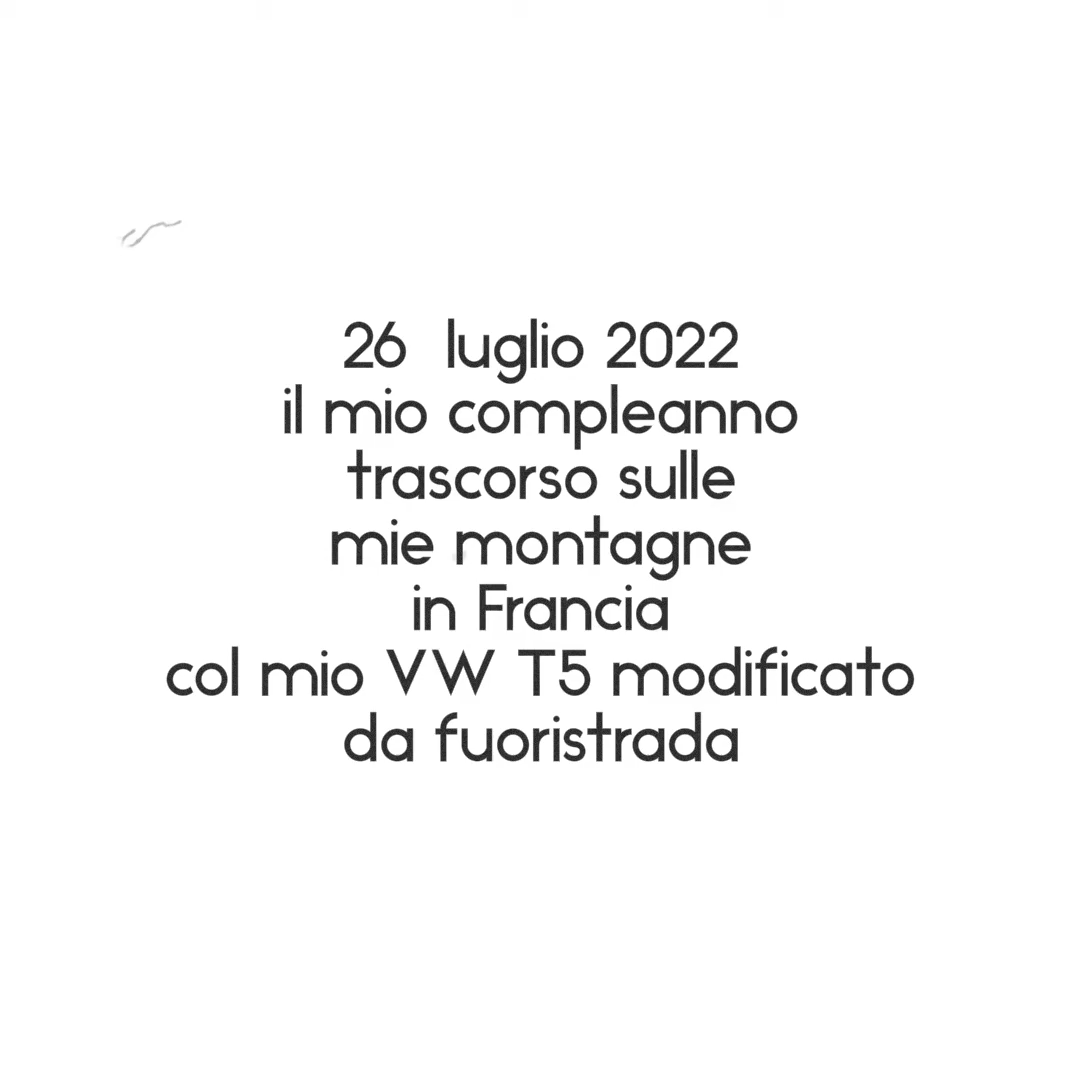 26 luglio 2022
il mio compleanno
trascorso sulle
mie montagne
in Francia
col mio VW T5 modificato
da fuoristrada